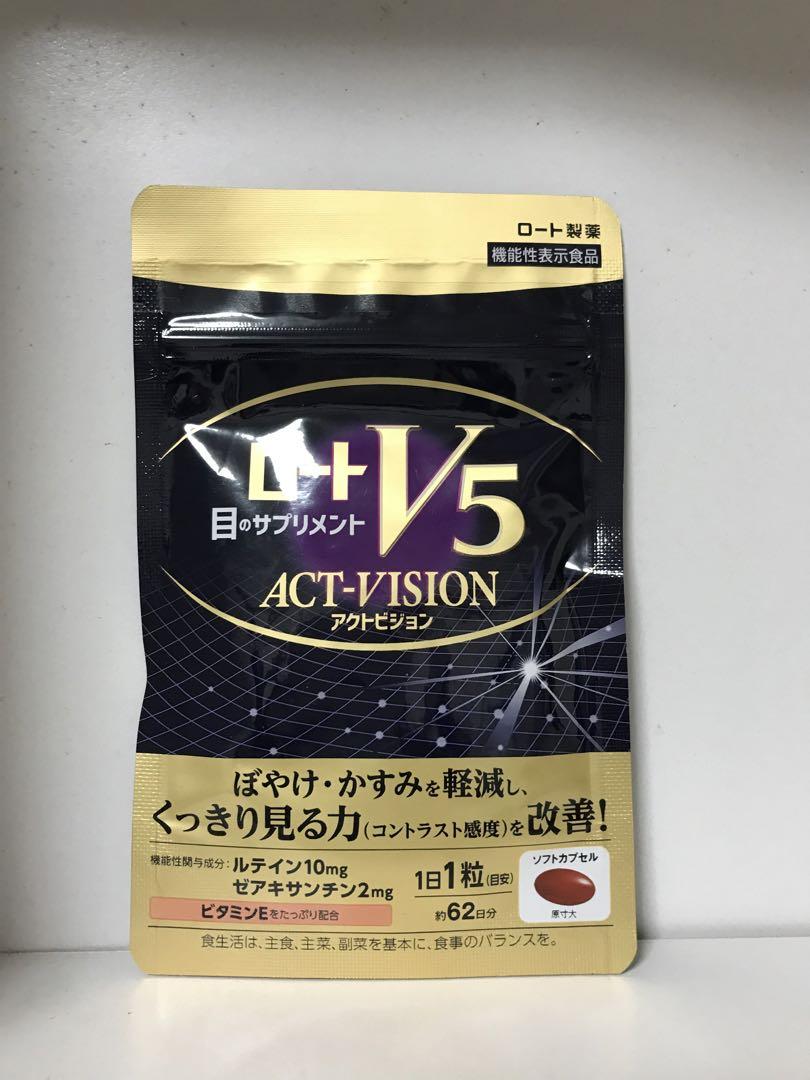 ロート製薬
機能性表示食品
ロートV5
目のサプリメント
ACT-VISION
アクトビジョン
ぼやけ・かすみを軽減し、
くっきり見る力(コントラスト感度)を改善!
機能性関与成分:ルテイン10mg
ゼアキサンチン2mg
ビタミンEをたっぷり配合
1日1粒(目安)
約62日分
ソフトカプセル
原寸大
食生活は、主食、主菜、副菜を基本に、食事のバランスを。